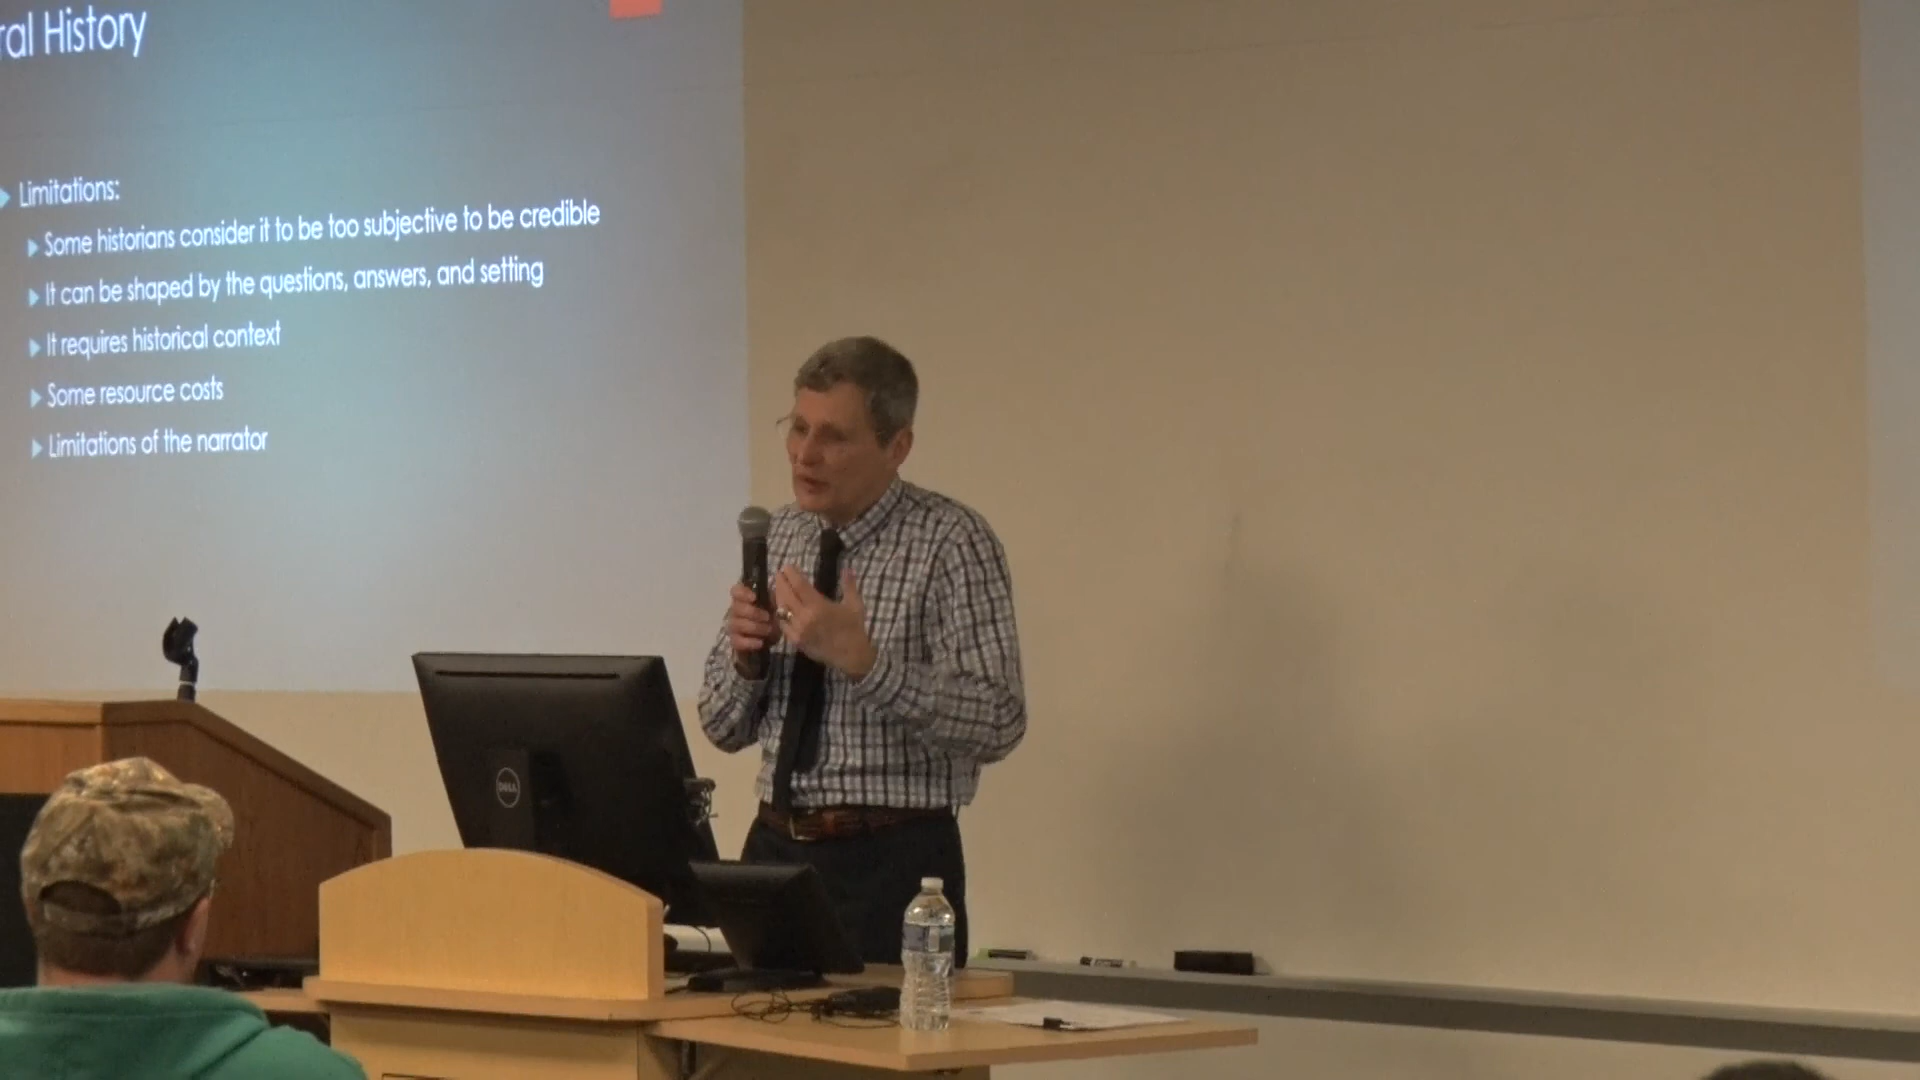 ral History
Limitations:
Some historians consider it to be too subjective to be credible
It can be shaped by the questions, answers, and setting
It requires historical context
Some resource costs
Limitations of the narrator
DELL